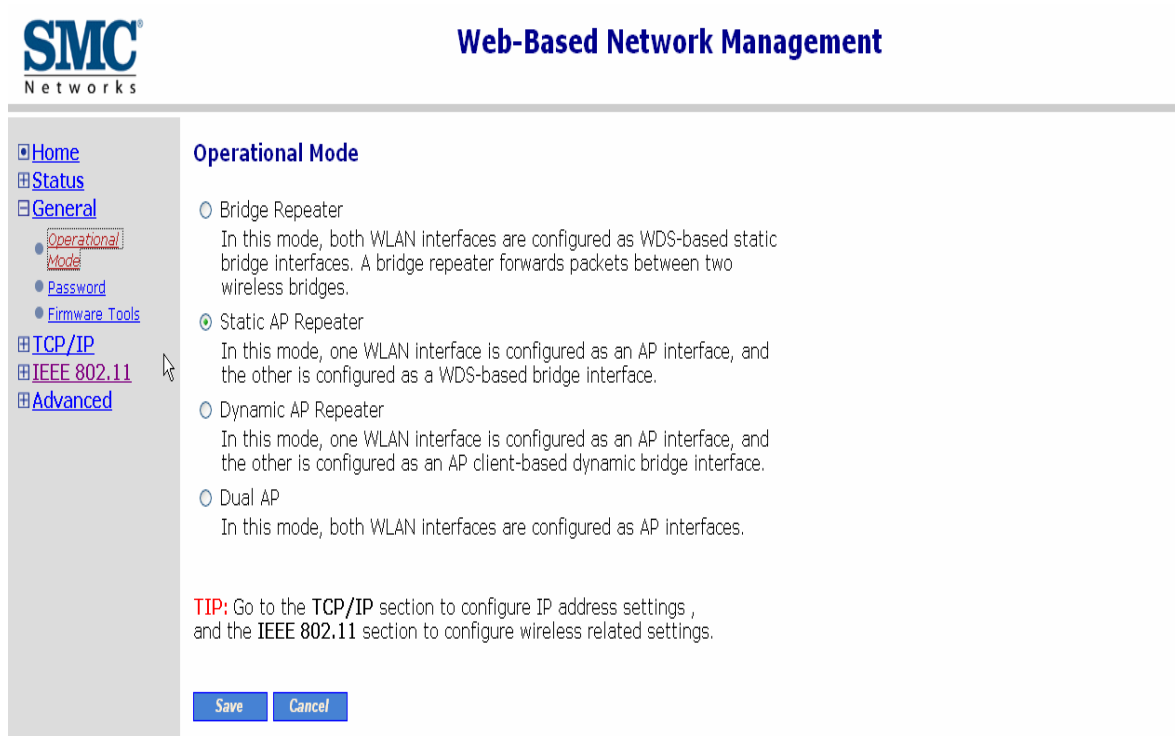 SMC®
Networks
Web-Based Network Management
Home
Status
General
Operational
Mode
Password
Firmware Tools
TCP/IP
IEEE 802.11
Advanced
Operational Mode
Bridge Repeater
In this mode, both WLAN interfaces are configured as WDS-based static
bridge interfaces. A bridge repeater forwards packets between two
wireless bridges.
Static AP Repeater
In this mode, one WLAN interface is configured as an AP interface, and
the other is configured as a WDS-based bridge interface.
Dynamic AP Repeater
In this mode, one WLAN interface is configured as an AP interface, and
the other is configured as an AP client-based dynamic bridge interface.
Dual AP
In this mode, both WLAN interfaces are configured as AP interfaces.
TIP: Go to the TCP/IP section to configure IP address settings ,
and the IEEE 802.11 section to configure wireless related settings.
Save Cancel